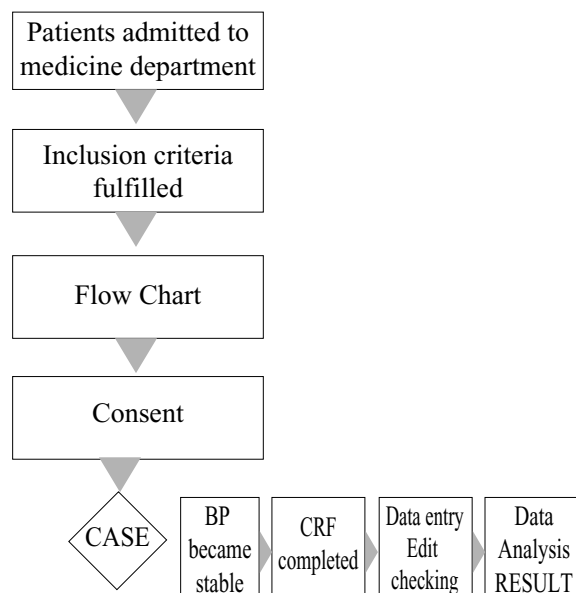 Patients admitted to
medicine department
Inclusion criteria
fulfilled
Flow Chart
Consent
CASE
BP
became
stable
CRF
completed
Data entry
Edit
checking
Data
Analysis
RESULT